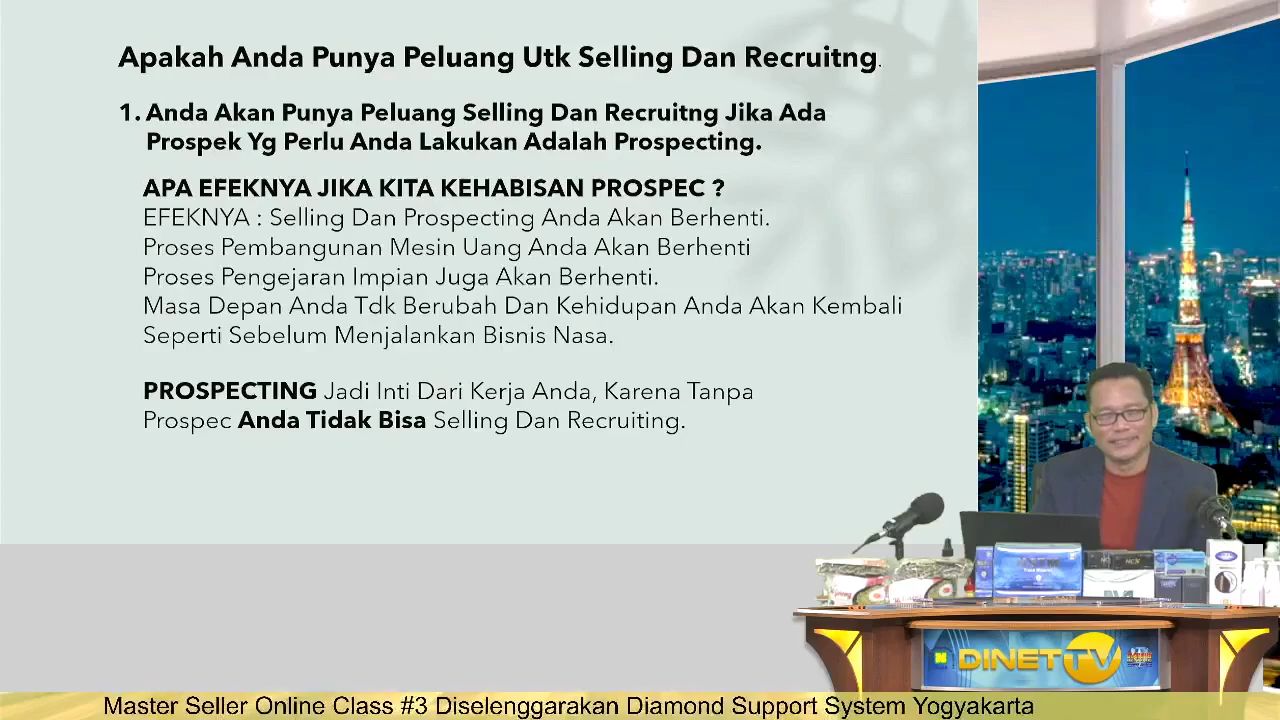 Apakah Anda Punya Peluang Utk Selling Dan Recruitng.
1. Anda Akan Punya Peluang Selling Dan Recruitng Jika Ada
Prospek Yg Perlu Anda Lakukan Adalah Prospecting.
APA EFEKNYA JIKA KITA KEHABISAN PROSPEC ?
EFEKNYA : Selling Dan Prospecting Anda Akan Berhenti.
Proses Pembangunan Mesin Uang Anda Akan Berhenti
Proses Pengejaran Impian Juga Akan Berhenti.
Masa Depan Anda Tdk Berubah Dan Kehidupan Anda Akan Kembali
Seperti Sebelum Menjalankan Bisnis Nasa.
PROSPECTING Jadi Inti Dari Kerja Anda, Karena Tanpa
Prospec Anda Tidak Bisa Selling Dan Recruiting.
DINET TV
Master Seller Online Class #3 Diselenggarakan Diamond Support System Yogyakarta